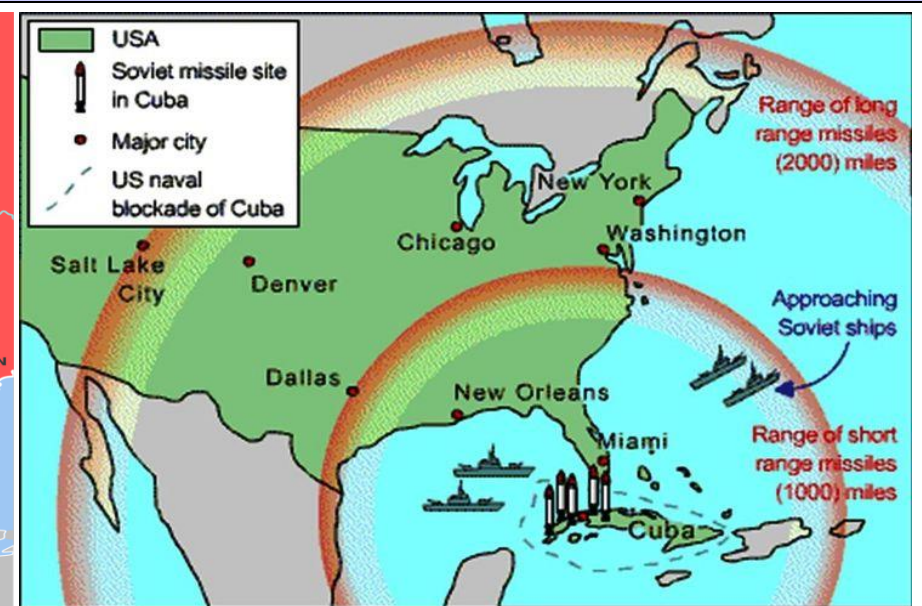 USA
Soviet missile site
in Cuba
Major city
US naval
blockade of Cuba
Range of long
range missiles
(2000) miles
New York
Chicago
Washington
Salt Lake
City
Denver
Approaching
Soviet ships
Dallas
New Orleans
Miami
Range of short
range missiles
(1000) miles
Cuba
N